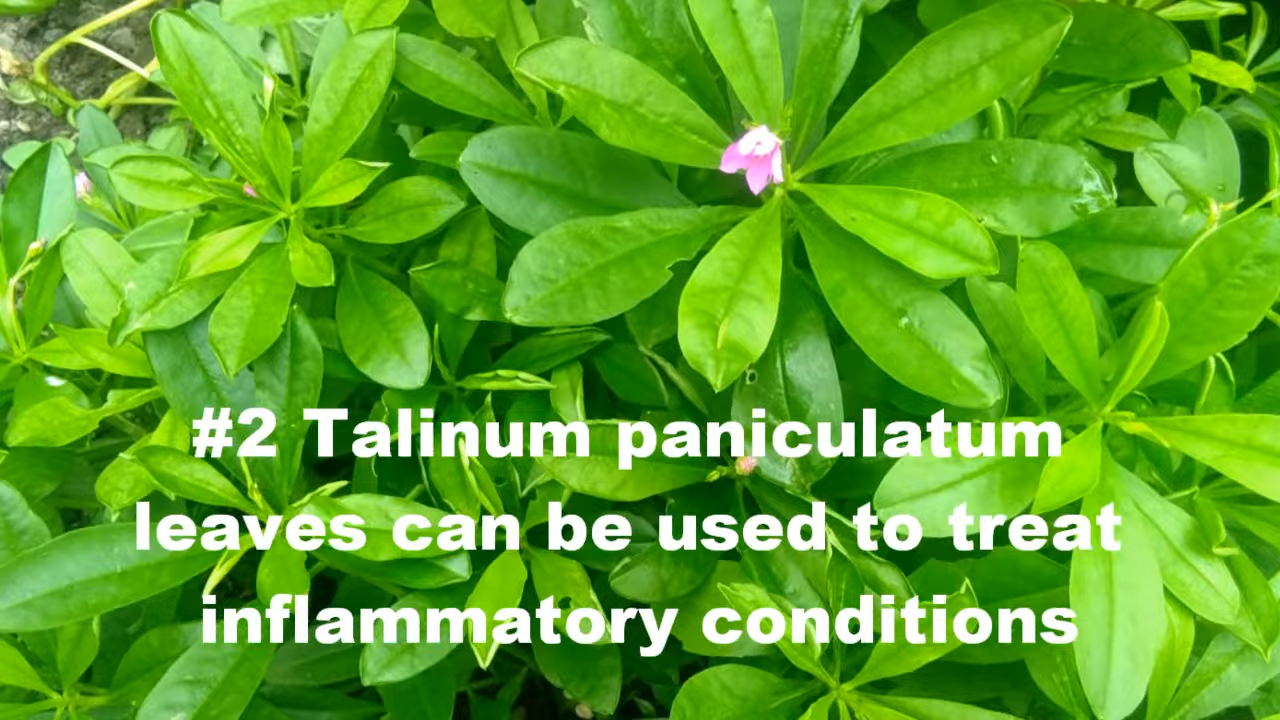 #2 Talinum paniculatum
leaves can be used to treat
inflammatory conditions